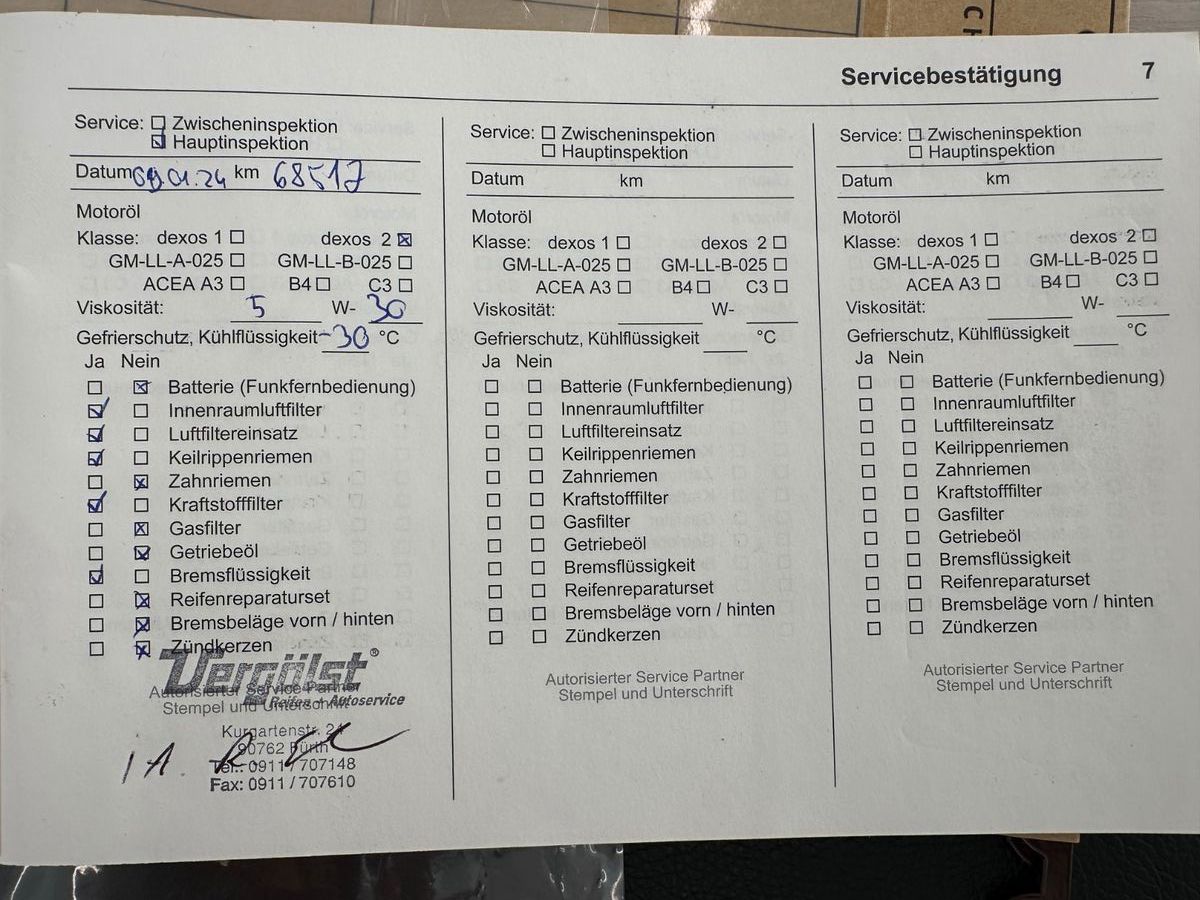 Servicebestätigung 7
Service: Zwischeninspektion
Hauptinspektion
Datum 09.01.24 km 68517
Motoröl
Klasse: dexos 1 dexos 2
GM-LL-A-025 GM-LL-B-025
ACEA A3 B4 C3
Viskosität: 5 W- 30
Gefrierschutz, Kühlflüssigkeit -30 °C
Ja Nein
Batterie (Funkfernbedienung)
Innenraumluftfilter
Luftfiltereinsatz
Keilrippenriemen
Zahnriemen
Kraftstofffilter
Gasfilter
Getriebeöl
Bremsflüssigkeit
Reifenreparaturset
Bremsbeläge vorn / hinten
Zündkerzen
Vergölst®
Reifen + Autoservice
Autorisierter Service Partner
Stempel und Unterschrift
Kurgartenstr.
90762 Fürth
Tel.: 0911 / 707148
Fax: 0911 / 707610
Service: Zwischeninspektion
Hauptinspektion
Datum km
Motoröl
Klasse: dexos 1 dexos 2
GM-LL-A-025 GM-LL-B-025
ACEA A3 B4 C3
Viskosität: W-
Gefrierschutz, Kühlflüssigkeit °C
Ja Nein
Batterie (Funkfernbedienung)
Innenraumluftfilter
Luftfiltereinsatz
Keilrippenriemen
Zahnriemen
Kraftstofffilter
Gasfilter
Getriebeöl
Bremsflüssigkeit
Reifenreparaturset
Bremsbeläge vorn / hinten
Zündkerzen
Autorisierter Service Partner
Stempel und Unterschrift
Service: Zwischeninspektion
Hauptinspektion
Datum km
Motoröl
Klasse: dexos 1 dexos 2
GM-LL-A-025 GM-LL-B-025
ACEA A3 B4 C3
Viskosität: W-
Gefrierschutz, Kühlflüssigkeit °C
Ja Nein
Batterie (Funkfernbedienung)
Innenraumluftfilter
Luftfiltereinsatz
Keilrippenriemen
Zahnriemen
Kraftstofffilter
Gasfilter
Getriebeöl
Bremsflüssigkeit
Reifenreparaturset
Bremsbeläge vorn / hinten
Zündkerzen
Autorisierter Service Partner
Stempel und Unterschrift